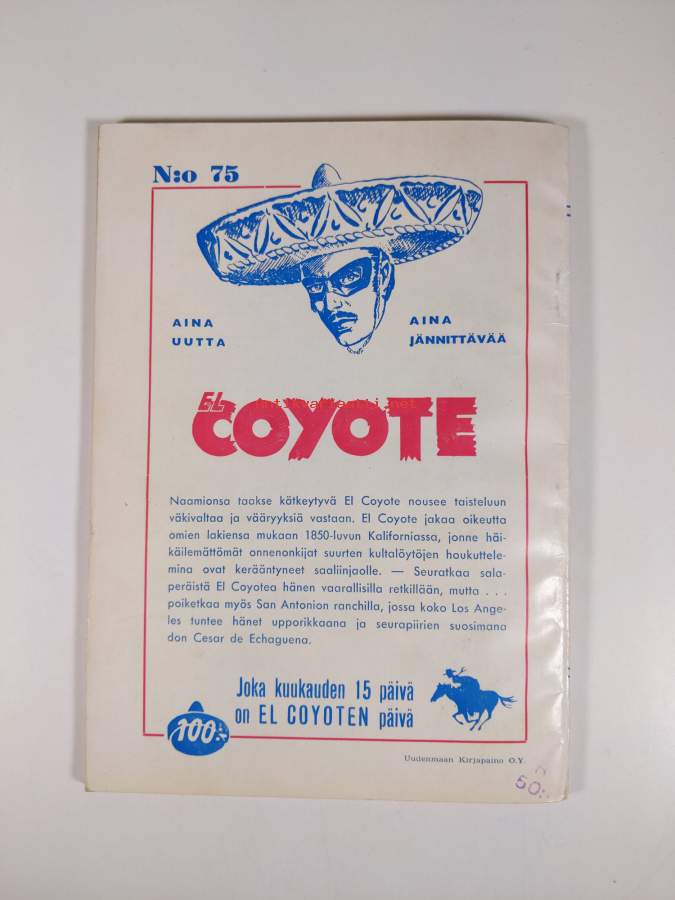 N:o 75
AINA
UUTTA
AINA
JÄNNITTÄVÄÄ
EL
COYOTE
Antikvariaatti.net
Naamionsa taakse kätkeytyvä El Coyote nousee taisteluun
väkivaltaa ja vääryyksiä vastaan. El Coyote jakaa oikeutta
omien lakiensa mukaan 1850-luvun Kaliforniassa, jonne häi-
käilemättömät onnenonkijat suurten kultalöytöjen houkuttele-
mina ovat kerääntyneet saaliinjaolle. — Seuratkaa sala-
peräistä El Coyotea hänen vaarallisilla retkillään, mutta . . .
poiketkaa myös San Antonion ranchilla, jossa koko Los Ange-
les tuntee hänet upporikkaana ja seurapiirien suosimana
don Cesar de Echaguena.
Joka kuukauden 15 päivä
on EL COYOTEN päivä
100:-
Uudenmaan Kirjapaino O.Y.
50:-